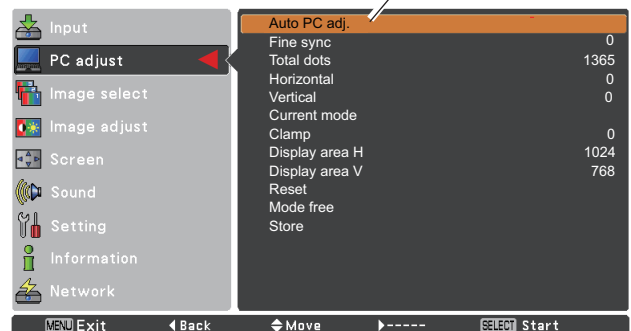 Input
PC adjust
Image select
Image adjust
Screen
Sound
Setting
Information
Network
Auto PC adj.
Fine sync 0
Total dots 1365
Horizontal 0
Vertical 0
Current mode
Clamp 0
Display area H 1024
Display area V 768
Reset
Mode free
Store
MENU Exit Back Move ----- SELECT Start